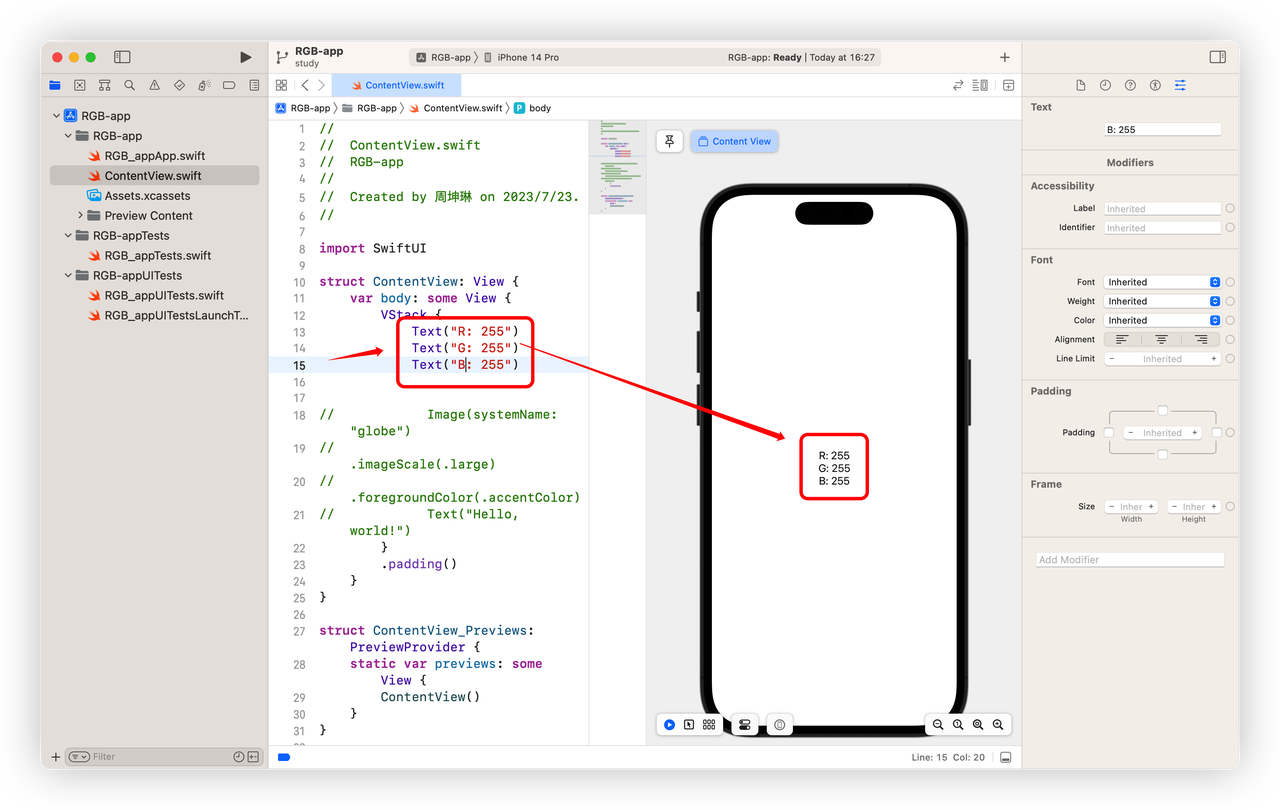 RGB-app
study
RGB-app 〉 iPhone 14 Pro
RGB-app: Ready | Today at 16:27
ContentView.swift
RGB-app 〉 RGB-app 〉 ContentView.swift 〉 P body
RGB-app
RGB-app
RGB_appApp.swift
ContentView.swift
Assets.xcassets
Preview Content
RGB-appTests
RGB_appTests.swift
RGB-appUITests
RGB_appUITests.swift
RGB_appUITestsLaunchT...
Filter
1 //
2 // ContentView.swift
3 // RGB-app
4 //
5 // Created by 周坤琳 on 2023/7/23.
6 //
7
8 import SwiftUI
9
10 struct ContentView: View {
11 var body: some View {
12 VStack {
13 Text("R: 255")
14 Text("G: 255")
15 Text("B: 255")
16
17
18 // Image(systemName:
"globe")
19 //
.imageScale(.large)
20 //
.foregroundColor(.accentColor)
21 // Text("Hello,
world!")
22 }
23 .padding()
24 }
25 }
26
27 struct ContentView_Previews:
PreviewProvider {
28 static var previews: some
View {
29 ContentView()
30 }
31 }
Content View
R: 255
G: 255
B: 255
Line: 15 Col: 20
Text
B: 255
Modifiers
Accessibility
Label Inherited
Identifier Inherited
Font
Font Inherited
Weight Inherited
Color Inherited
Alignment
Line Limit − Inherited +
Padding
Padding − Inherited +
Frame
Size − Inher + − Inher +
Width Height
Add Modifier